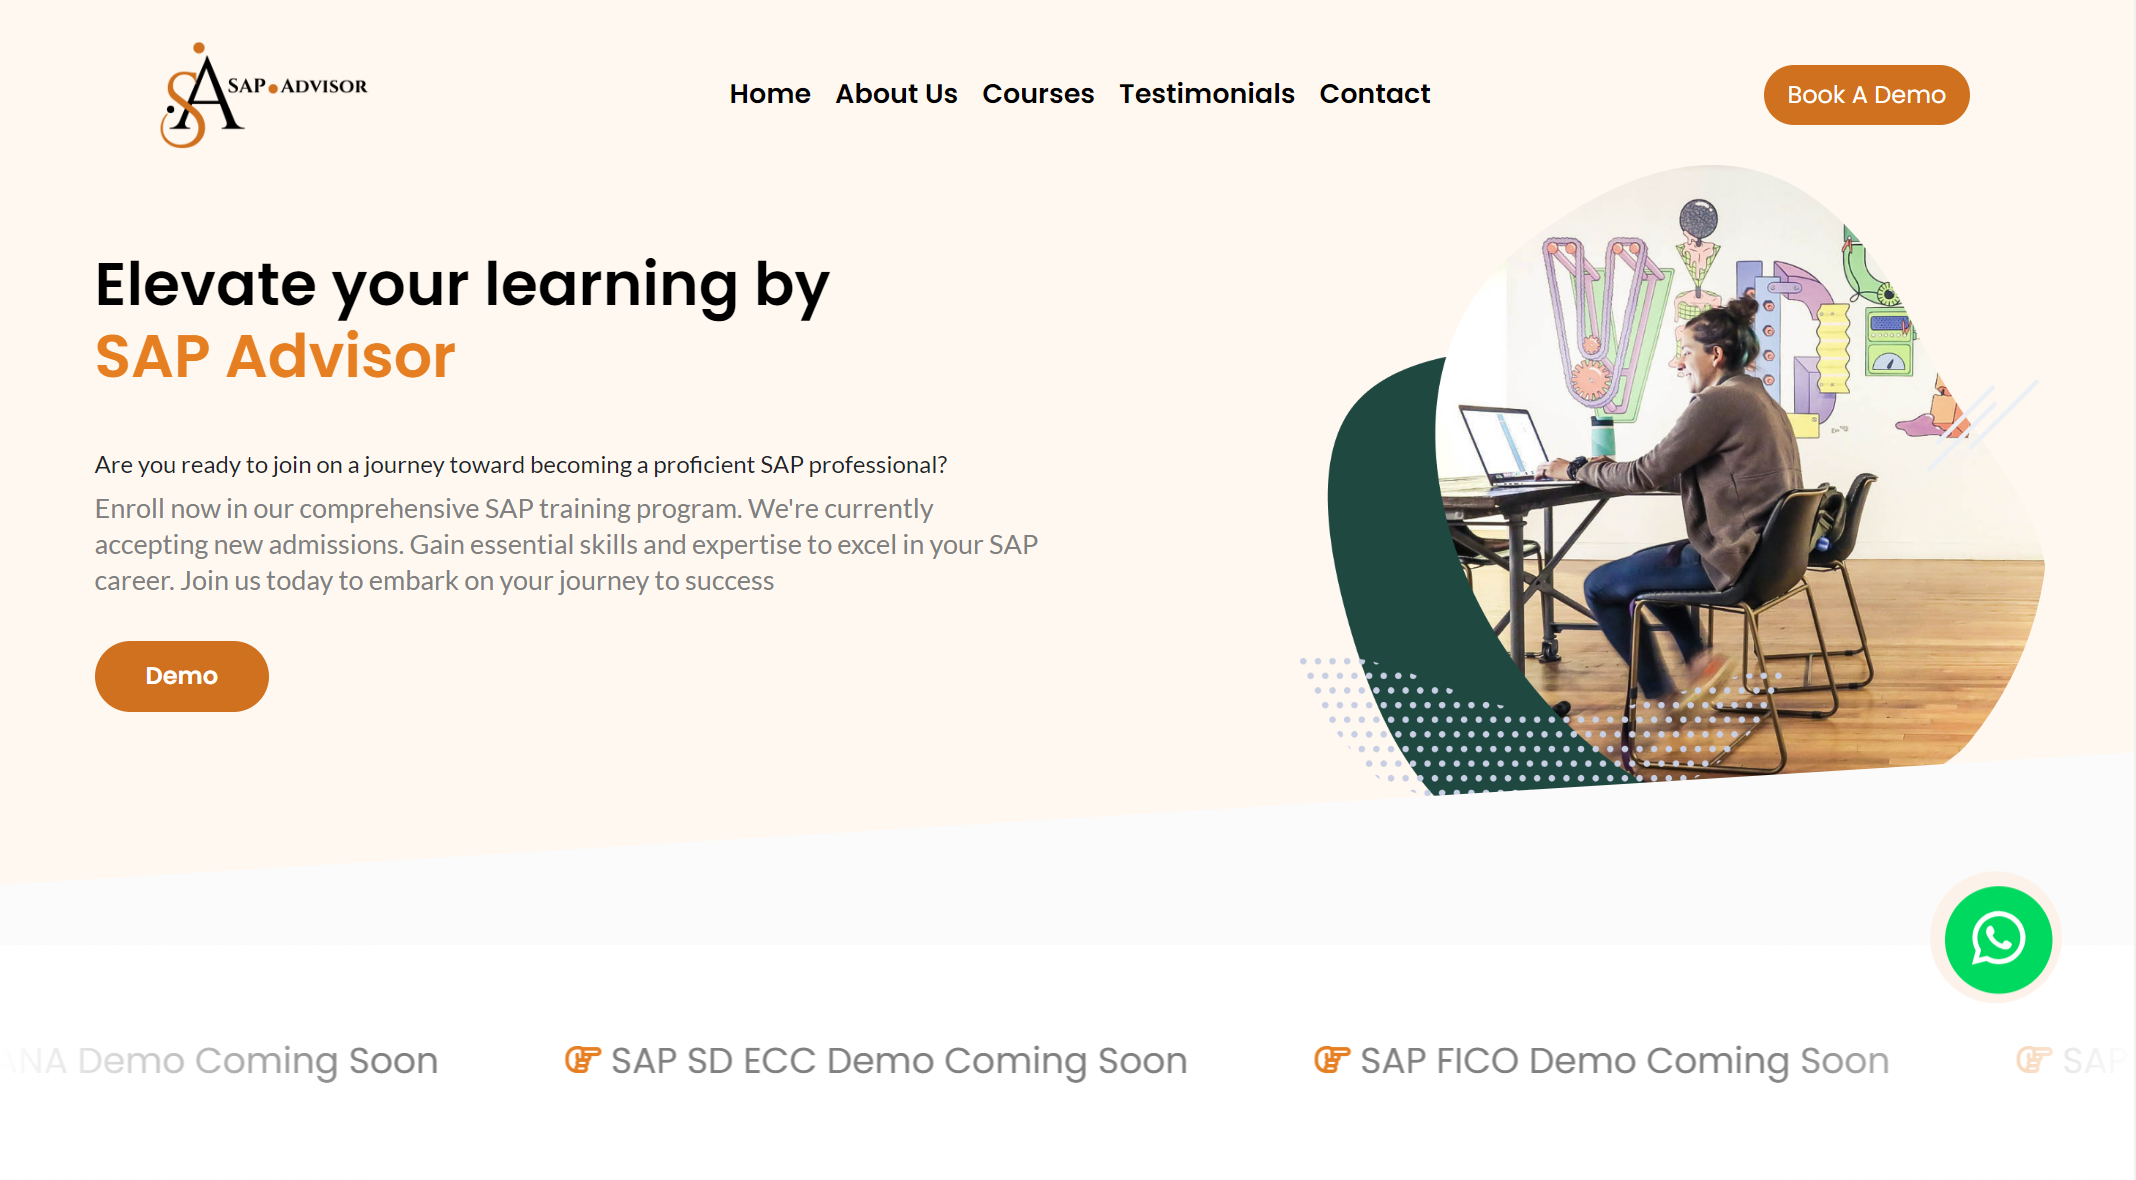 SAP ADVISOR
Home About Us Courses Testimonials Contact
Book A Demo
Elevate your learning by
SAP Advisor
Are you ready to join on a journey toward becoming a proficient SAP professional?
Enroll now in our comprehensive SAP training program. We're currently
accepting new admissions. Gain essential skills and expertise to excel in your SAP
career. Join us today to embark on your journey to success
Demo
ANA Demo Coming Soon
SAP SD ECC Demo Coming Soon
SAP FICO Demo Coming Soon
SAP